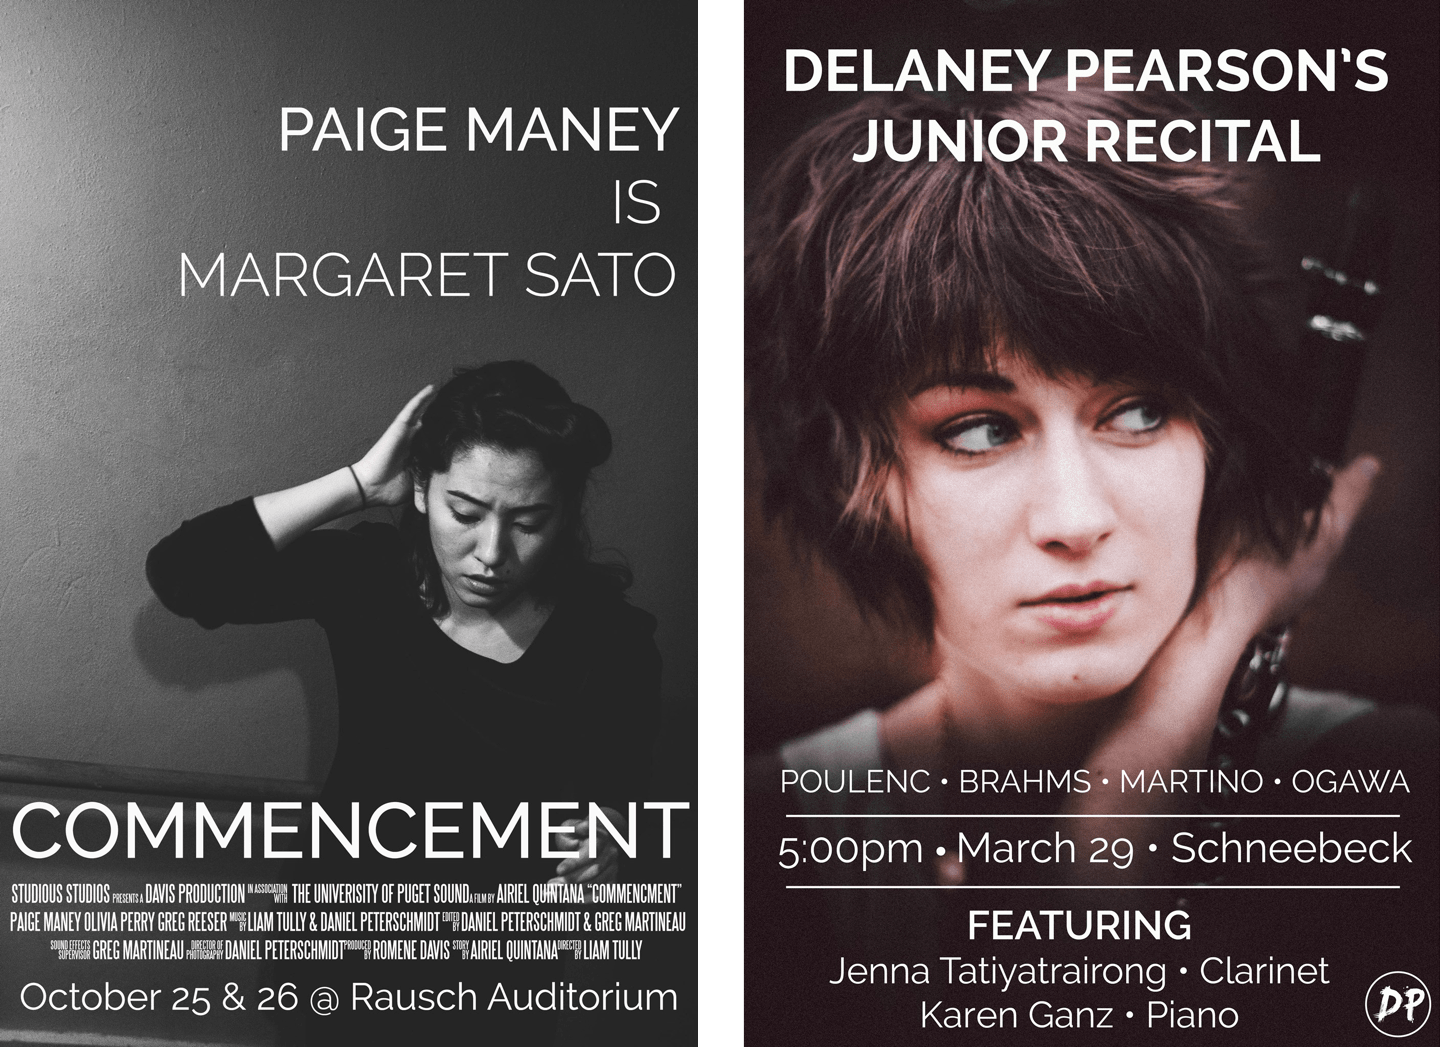 PAIGE MANEY
IS
MARGARET SATO
COMMENCEMENT
STUDIOUS STUDIOS PRESENTS A DAVIS PRODUCTION IN ASSOCIATION WITH THE UNIVERISITY OF PUGET SOUND A FILM BY AIRIEL QUINTANA “COMMENCMENT”
PAIGE MANEY OLIVIA PERRY GREG REESER MUSIC BY LIAM TULLY & DANIEL PETERSCHMIDT EDITED BY DANIEL PETERSCHMIDT & GREG MARTINEAU
SOUND EFFECTS SUPERVISOR GREG MARTINEAU DIRECTOR OF PHOTOGRAPHY DANIEL PETERSCHMIDT PRODUCED BY ROMENE DAVIS STORY BY AIRIEL QUINTANA DIRECTED BY LIAM TULLY
October 25 & 26 @ Rausch Auditorium
DELANEY PEARSON’S
JUNIOR RECITAL
POULENC • BRAHMS • MARTINO • OGAWA
5:00pm • March 29 • Schneebeck
FEATURING
Jenna Tatiyatrairong • Clarinet
Karen Ganz • Piano
DP